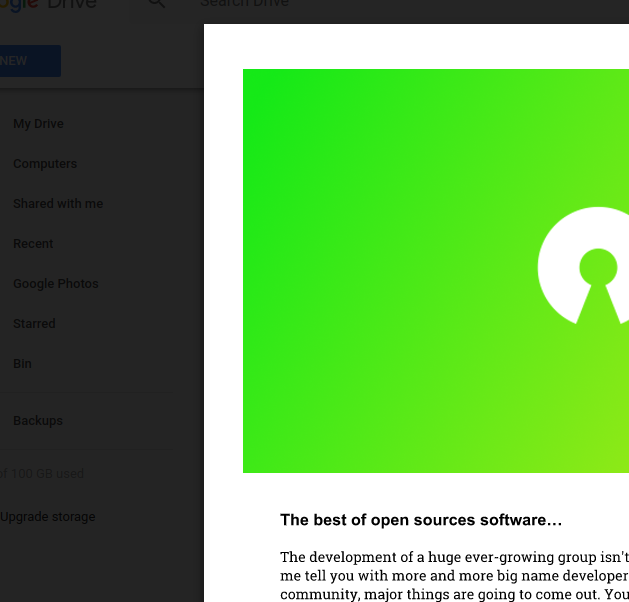 ogle Drive
Search Drive
NEW
My Drive
Computers
Shared with me
Recent
Google Photos
Starred
Bin
Backups
of 100 GB used
Upgrade storage
The best of open sources software...
The development of a huge ever-growing group isn't
me tell you with more and more big name developer
community, major things are going to come out. You